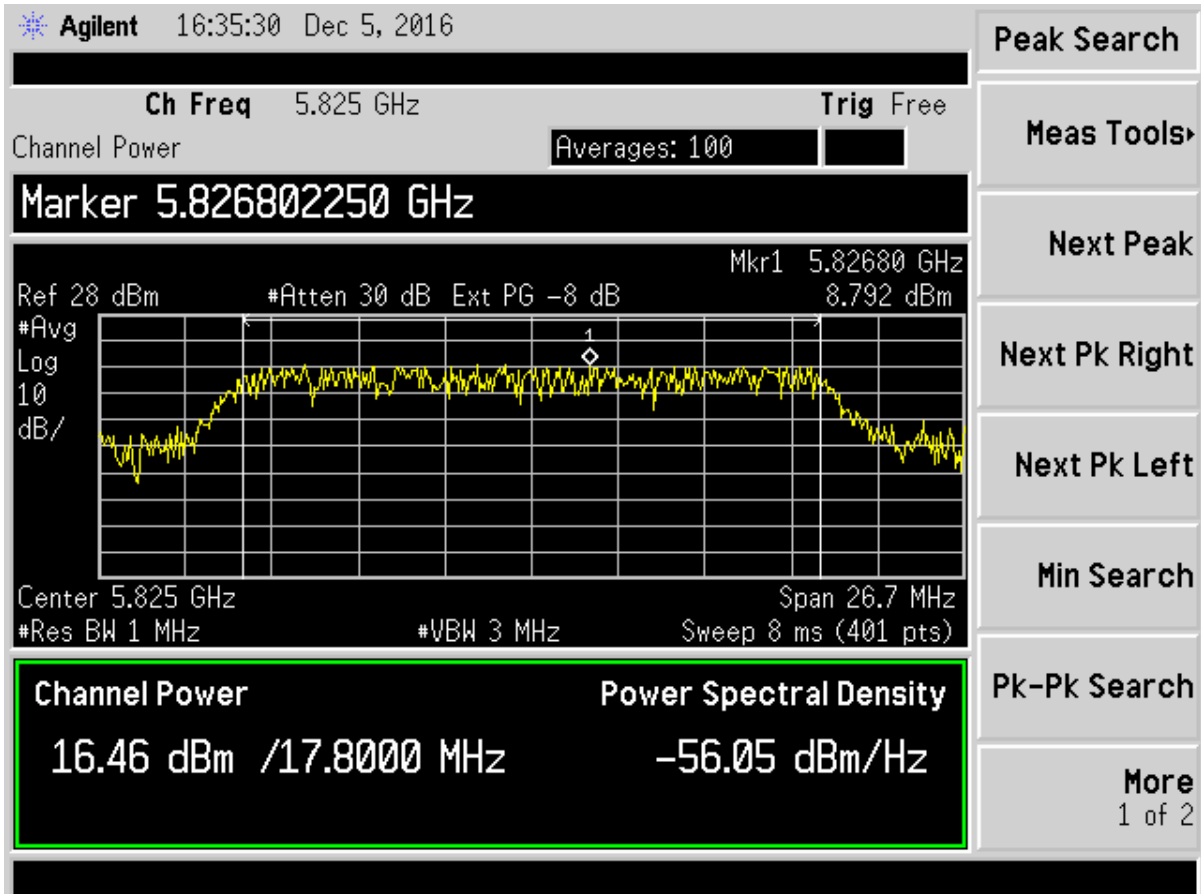 Agilent 16:35:30 Dec 5, 2016
Peak Search
Ch Freq 5.825 GHz Trig Free
Channel Power Averages: 100
Meas Tools
Marker 5.826802250 GHz
Next Peak
Mkr1 5.82680 GHz
Ref 28 dBm #Atten 30 dB Ext PG -8 dB 8.792 dBm
#Avg
Log
10
dB/
1
Next Pk Right
Next Pk Left
Min Search
Center 5.825 GHz Span 26.7 MHz
#Res BW 1 MHz #VBW 3 MHz Sweep 8 ms (401 pts)
Channel Power Power Spectral Density
Pk-Pk Search
16.46 dBm /17.8000 MHz -56.05 dBm/Hz
More
1 of 2